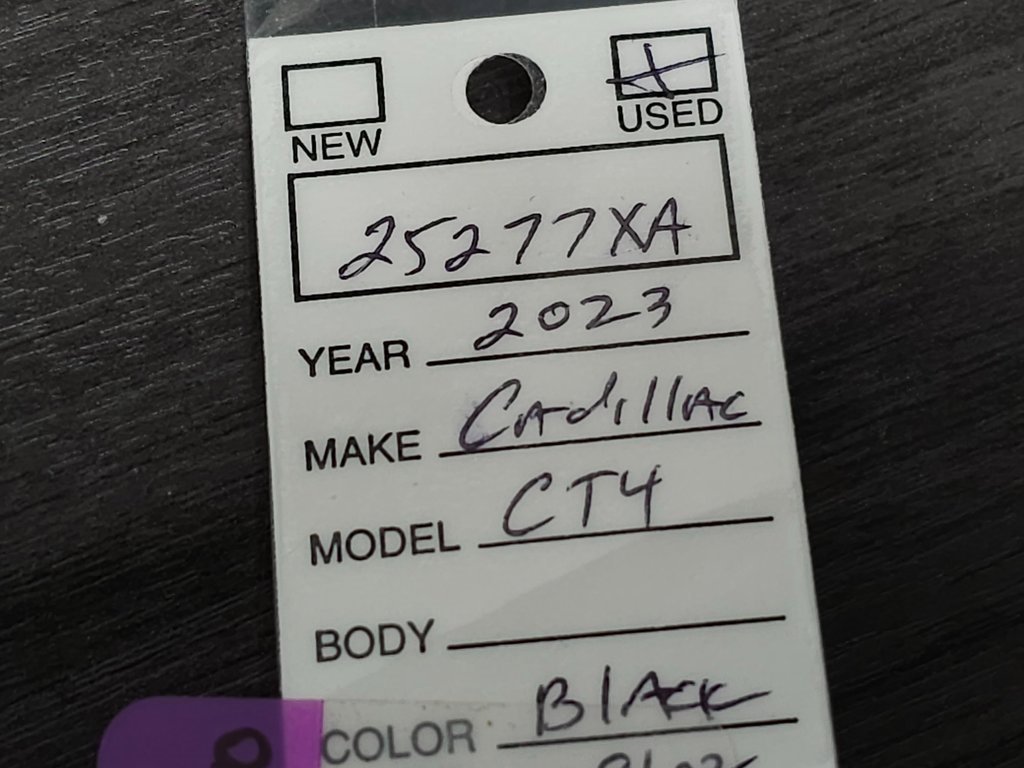 NEW USED
25277XA
YEAR 2023
MAKE Cadillac
MODEL CT4
BODY
COLOR Black